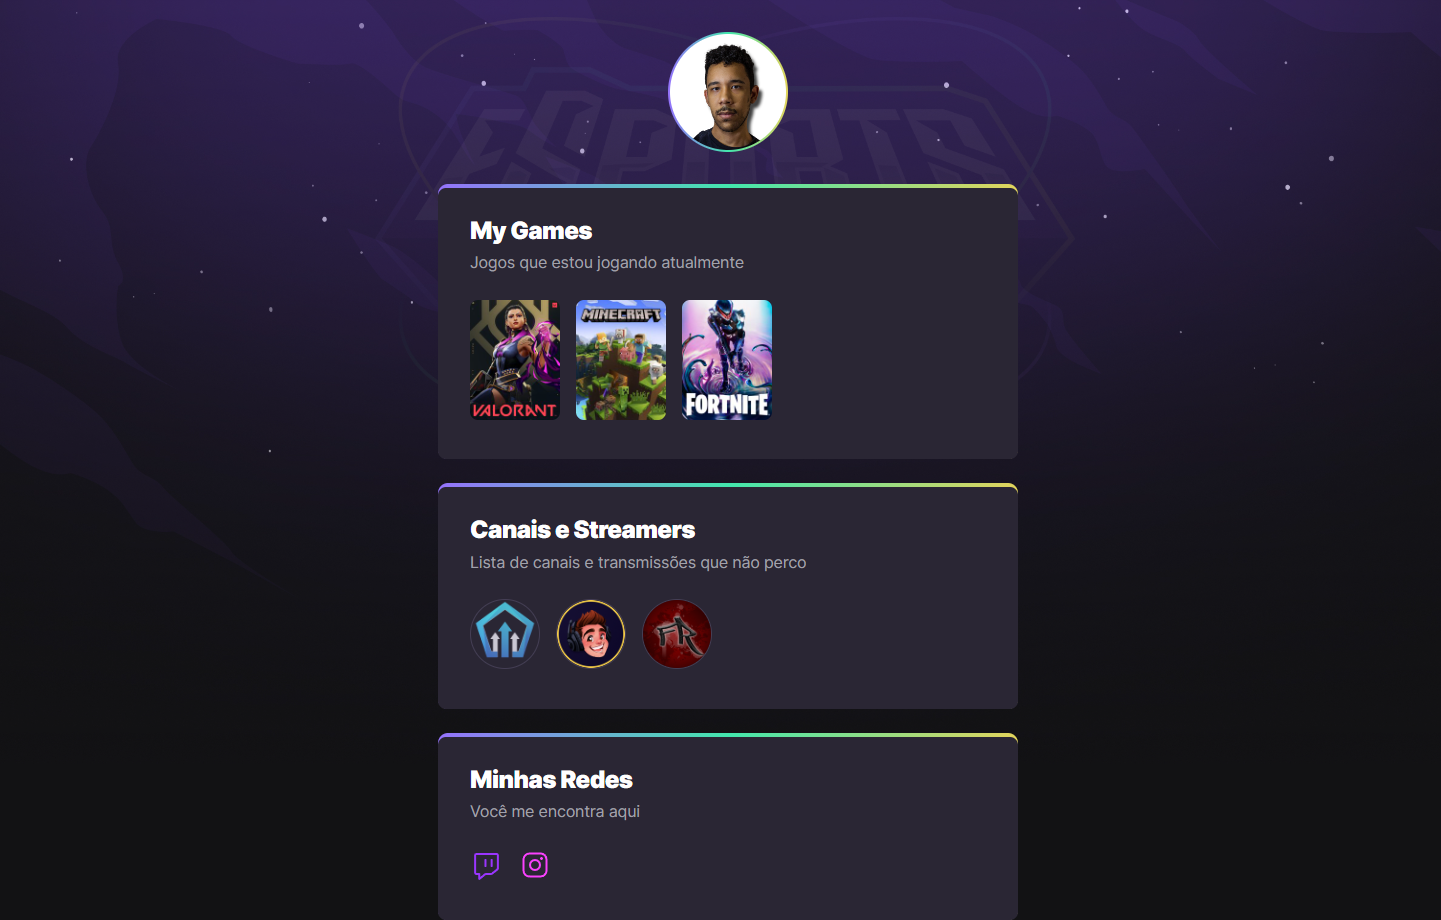 ESPORTS
My Games
Jogos que estou jogando atualmente
VALORANT
MINECRAFT
FORTNITE
Canais e Streamers
Lista de canais e transmissões que não perco
FR
Minhas Redes
Você me encontra aqui